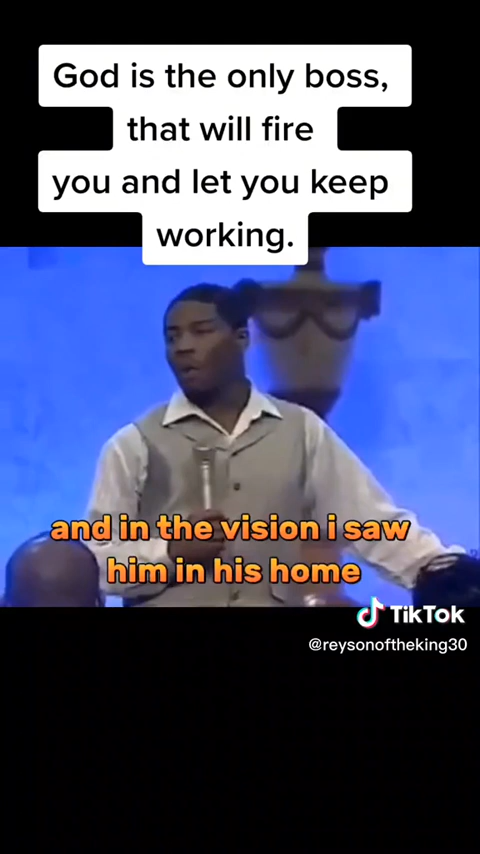 God is the only boss,
that will fire
you and let you keep
working.
and in the vision i saw
him in his home
TikTok
@reysonoftheking30